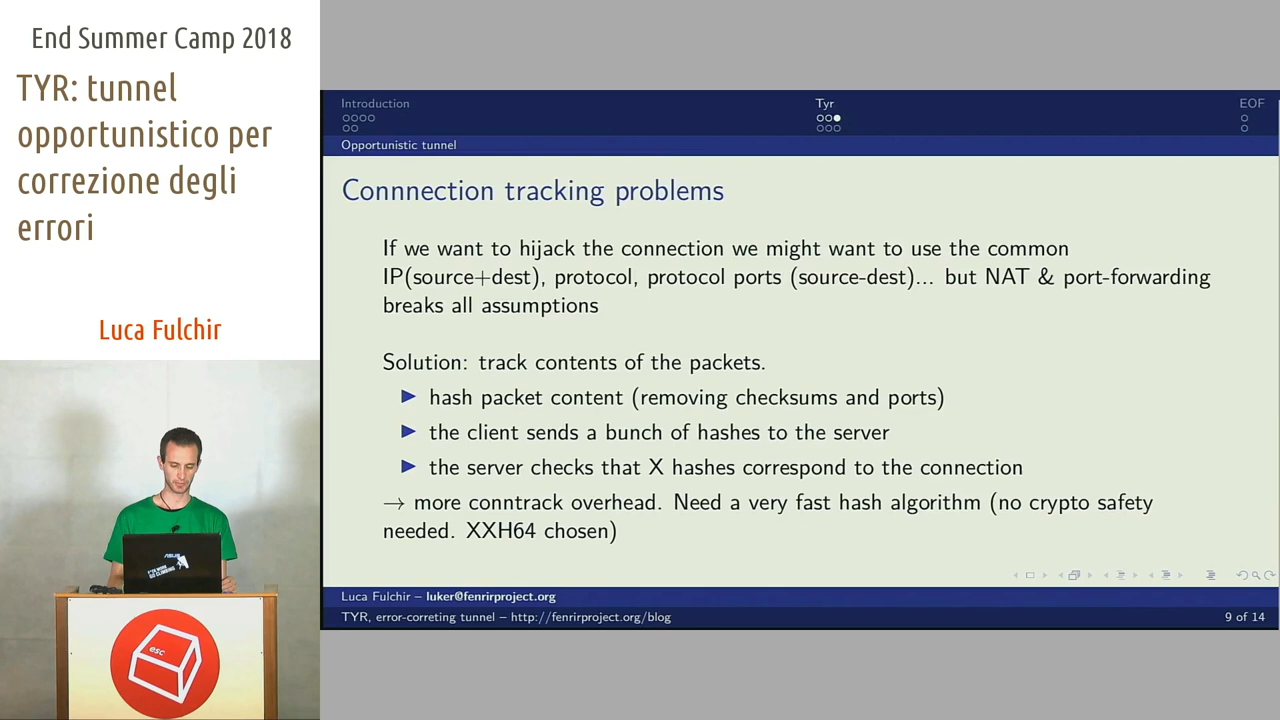 End Summer Camp 2018
TYR: tunnel
opportunistico per
correzione degli
errori
Luca Fulchir
ASUS
esc
Introduction
Tyr
EOF
Opportunistic tunnel
Connnection tracking problems
If we want to hijack the connection we might want to use the common
IP(source+dest), protocol, protocol ports (source-dest)... but NAT & port-forwarding
breaks all assumptions
Solution: track contents of the packets.
hash packet content (removing checksums and ports)
the client sends a bunch of hashes to the server
the server checks that X hashes correspond to the connection
→ more conntrack overhead. Need a very fast hash algorithm (no crypto safety
needed. XXH64 chosen)
Luca Fulchir – luker@fenrirproject.org
TYR, error-correting tunnel – http://fenrirproject.org/blog
9 of 14